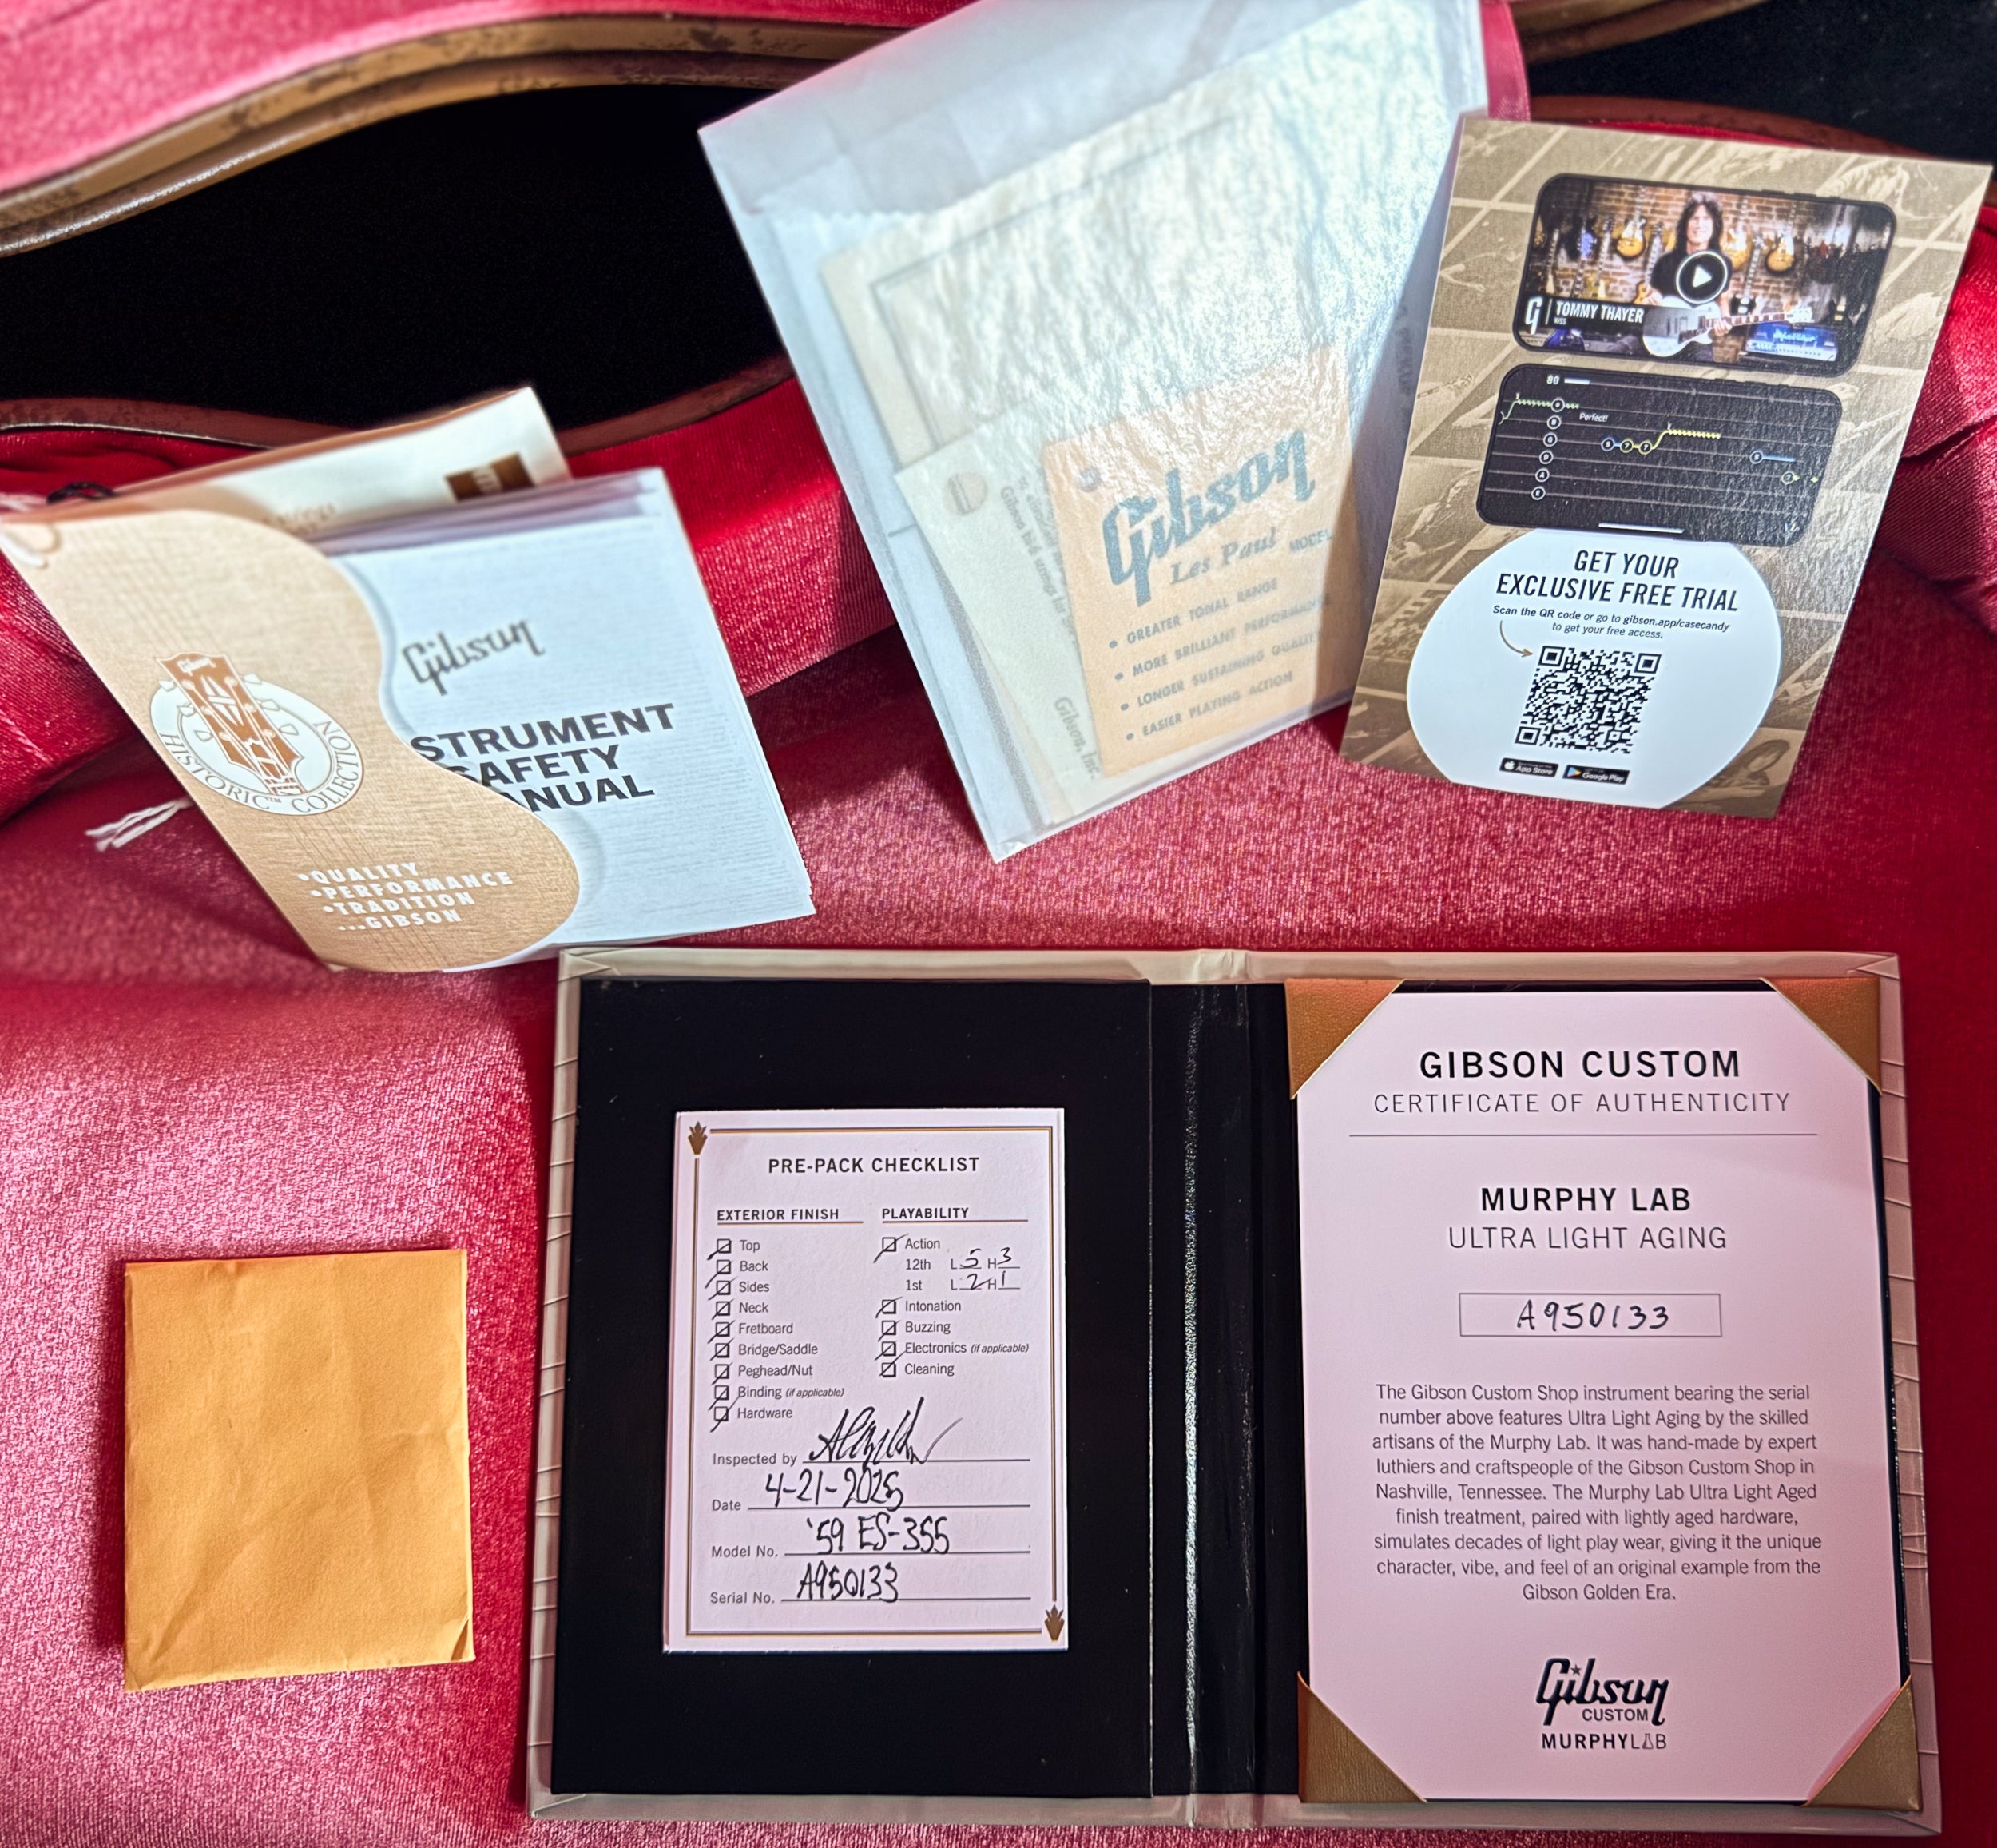 Gibson
STRUMENT
SAFETY
ANUAL
HISTORIC™ COLLECTION
•QUALITY
•PERFORMANCE
•TRADITION
...GIBSON
Gibson
Les Paul MODEL
• GREATER TONAL RANGE
• MORE BRILLIANT PERFORMANCE
• LONGER SUSTAINING QUALITY
• EASIER PLAYING ACTION
Gibson, Inc.
TOMMY THAYER
KISS
80
Perfect!
GET YOUR
EXCLUSIVE FREE TRIAL
Scan the QR code or go to gibson.app/casecandy
to get your free access.
App Store
Google Play
PRE-PACK CHECKLIST
EXTERIOR FINISH
Top
Back
Sides
Neck
Fretboard
Bridge/Saddle
Peghead/Nut
Binding (if applicable)
Hardware
PLAYABILITY
Action
12th L 5 H 3
1st L 2 H 1
Intonation
Buzzing
Electronics (if applicable)
Cleaning
Inspected by
Date 4-21-2025
Model No. '59 ES-355
Serial No. A950133
GIBSON CUSTOM
CERTIFICATE OF AUTHENTICITY
MURPHY LAB
ULTRA LIGHT AGING
A950133
The Gibson Custom Shop instrument bearing the serial
number above features Ultra Light Aging by the skilled
artisans of the Murphy Lab. It was hand-made by expert
luthiers and craftspeople of the Gibson Custom Shop in
Nashville, Tennessee. The Murphy Lab Ultra Light Aged
finish treatment, paired with lightly aged hardware,
simulates decades of light play wear, giving it the unique
character, vibe, and feel of an original example from the
Gibson Golden Era.
Gibson
CUSTOM
MURPHYLAB